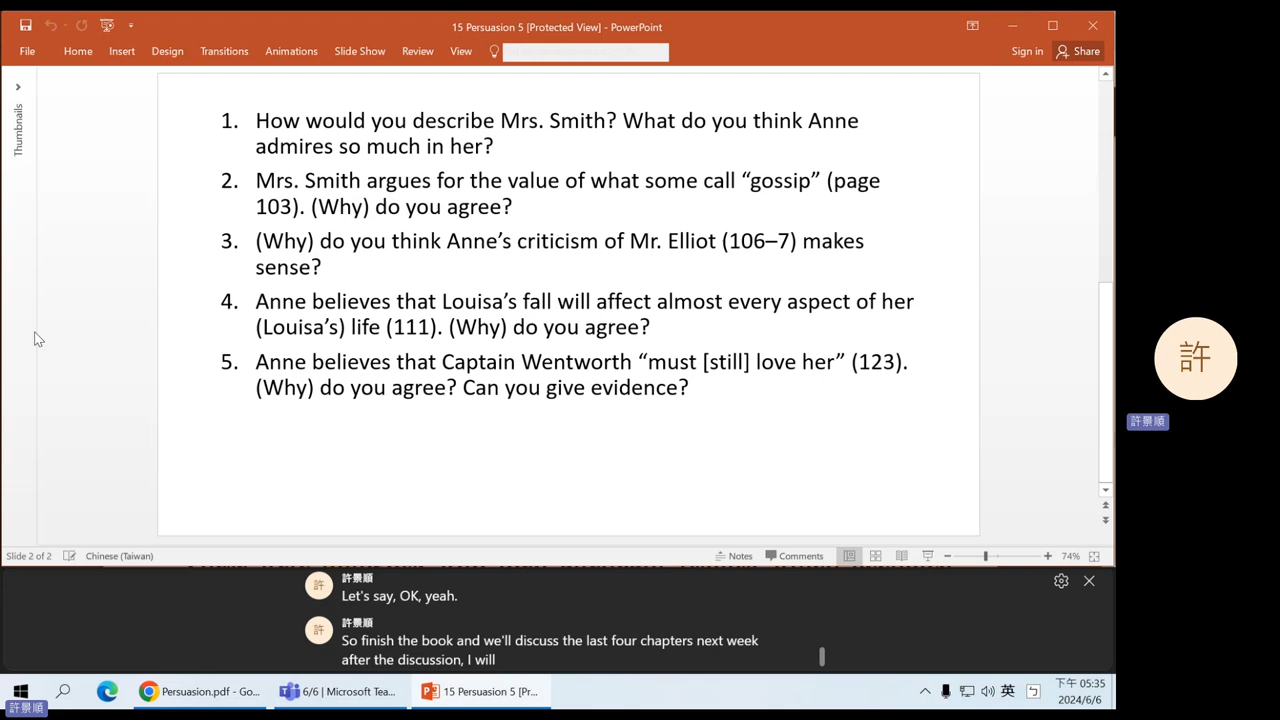 15 Persuasion 5 [Protected View] - PowerPoint
File Home Insert Design Transitions Animations Slide Show Review View Sign in Share
Thumbnails
1. How would you describe Mrs. Smith? What do you think Anne
admires so much in her?
2. Mrs. Smith argues for the value of what some call “gossip” (page
103). (Why) do you agree?
3. (Why) do you think Anne’s criticism of Mr. Elliot (106–7) makes
sense?
4. Anne believes that Louisa’s fall will affect almost every aspect of her
(Louisa’s) life (111). (Why) do you agree?
5. Anne believes that Captain Wentworth “must [still] love her” (123).
(Why) do you agree? Can you give evidence?
許
許景順
Slide 2 of 2 Chinese (Taiwan) Notes Comments 74%
許 許景順
Let's say, OK, yeah.
許 許景順
So finish the book and we'll discuss the last four chapters next week
after the discussion, I will
Persuasion.pdf - Go... 6/6 | Microsoft Tea... 15 Persuasion 5 [Pr... 英 下午 05:35
2024/6/6
許景順